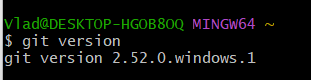 Vlad@DESKTOP-HGOB8OQ MINGW64 ~
$ git version
git version 2.52.0.windows.1